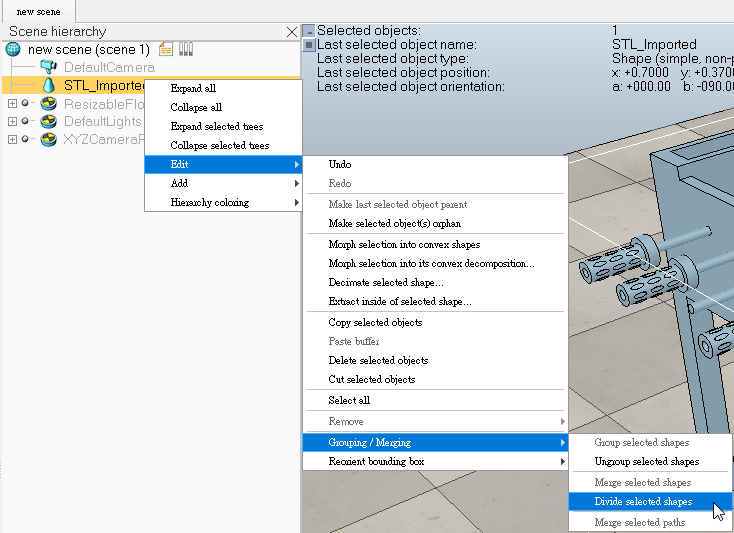 new scene
Scene hierarchy
new scene (scene 1)
DefaultCamera
STL_Imported
ResizableFlo
DefaultLights
XYZCameraP
Selected objects: 1
Last selected object name: STL_Imported
Last selected object type: Shape (simple, non-p
Last selected object position: x: +0.7000 y: +0.370
Last selected object orientation: a: +000.00 b: -090.0
Expand all
Collapse all
Expand selected trees
Collapse selected trees
Edit
Add
Hierarchy coloring
Undo
Redo
Make last selected object parent
Make selected object(s) orphan
Morph selection into convex shapes
Morph selection into its convex decomposition...
Decimate selected shape...
Extract inside of selected shape...
Copy selected objects
Paste buffer
Delete selected objects
Cut selected objects
Select all
Remove
Grouping / Merging
Reorient bounding box
Group selected shapes
Ungroup selected shapes
Merge selected shapes
Divide selected shapes
Merge selected paths